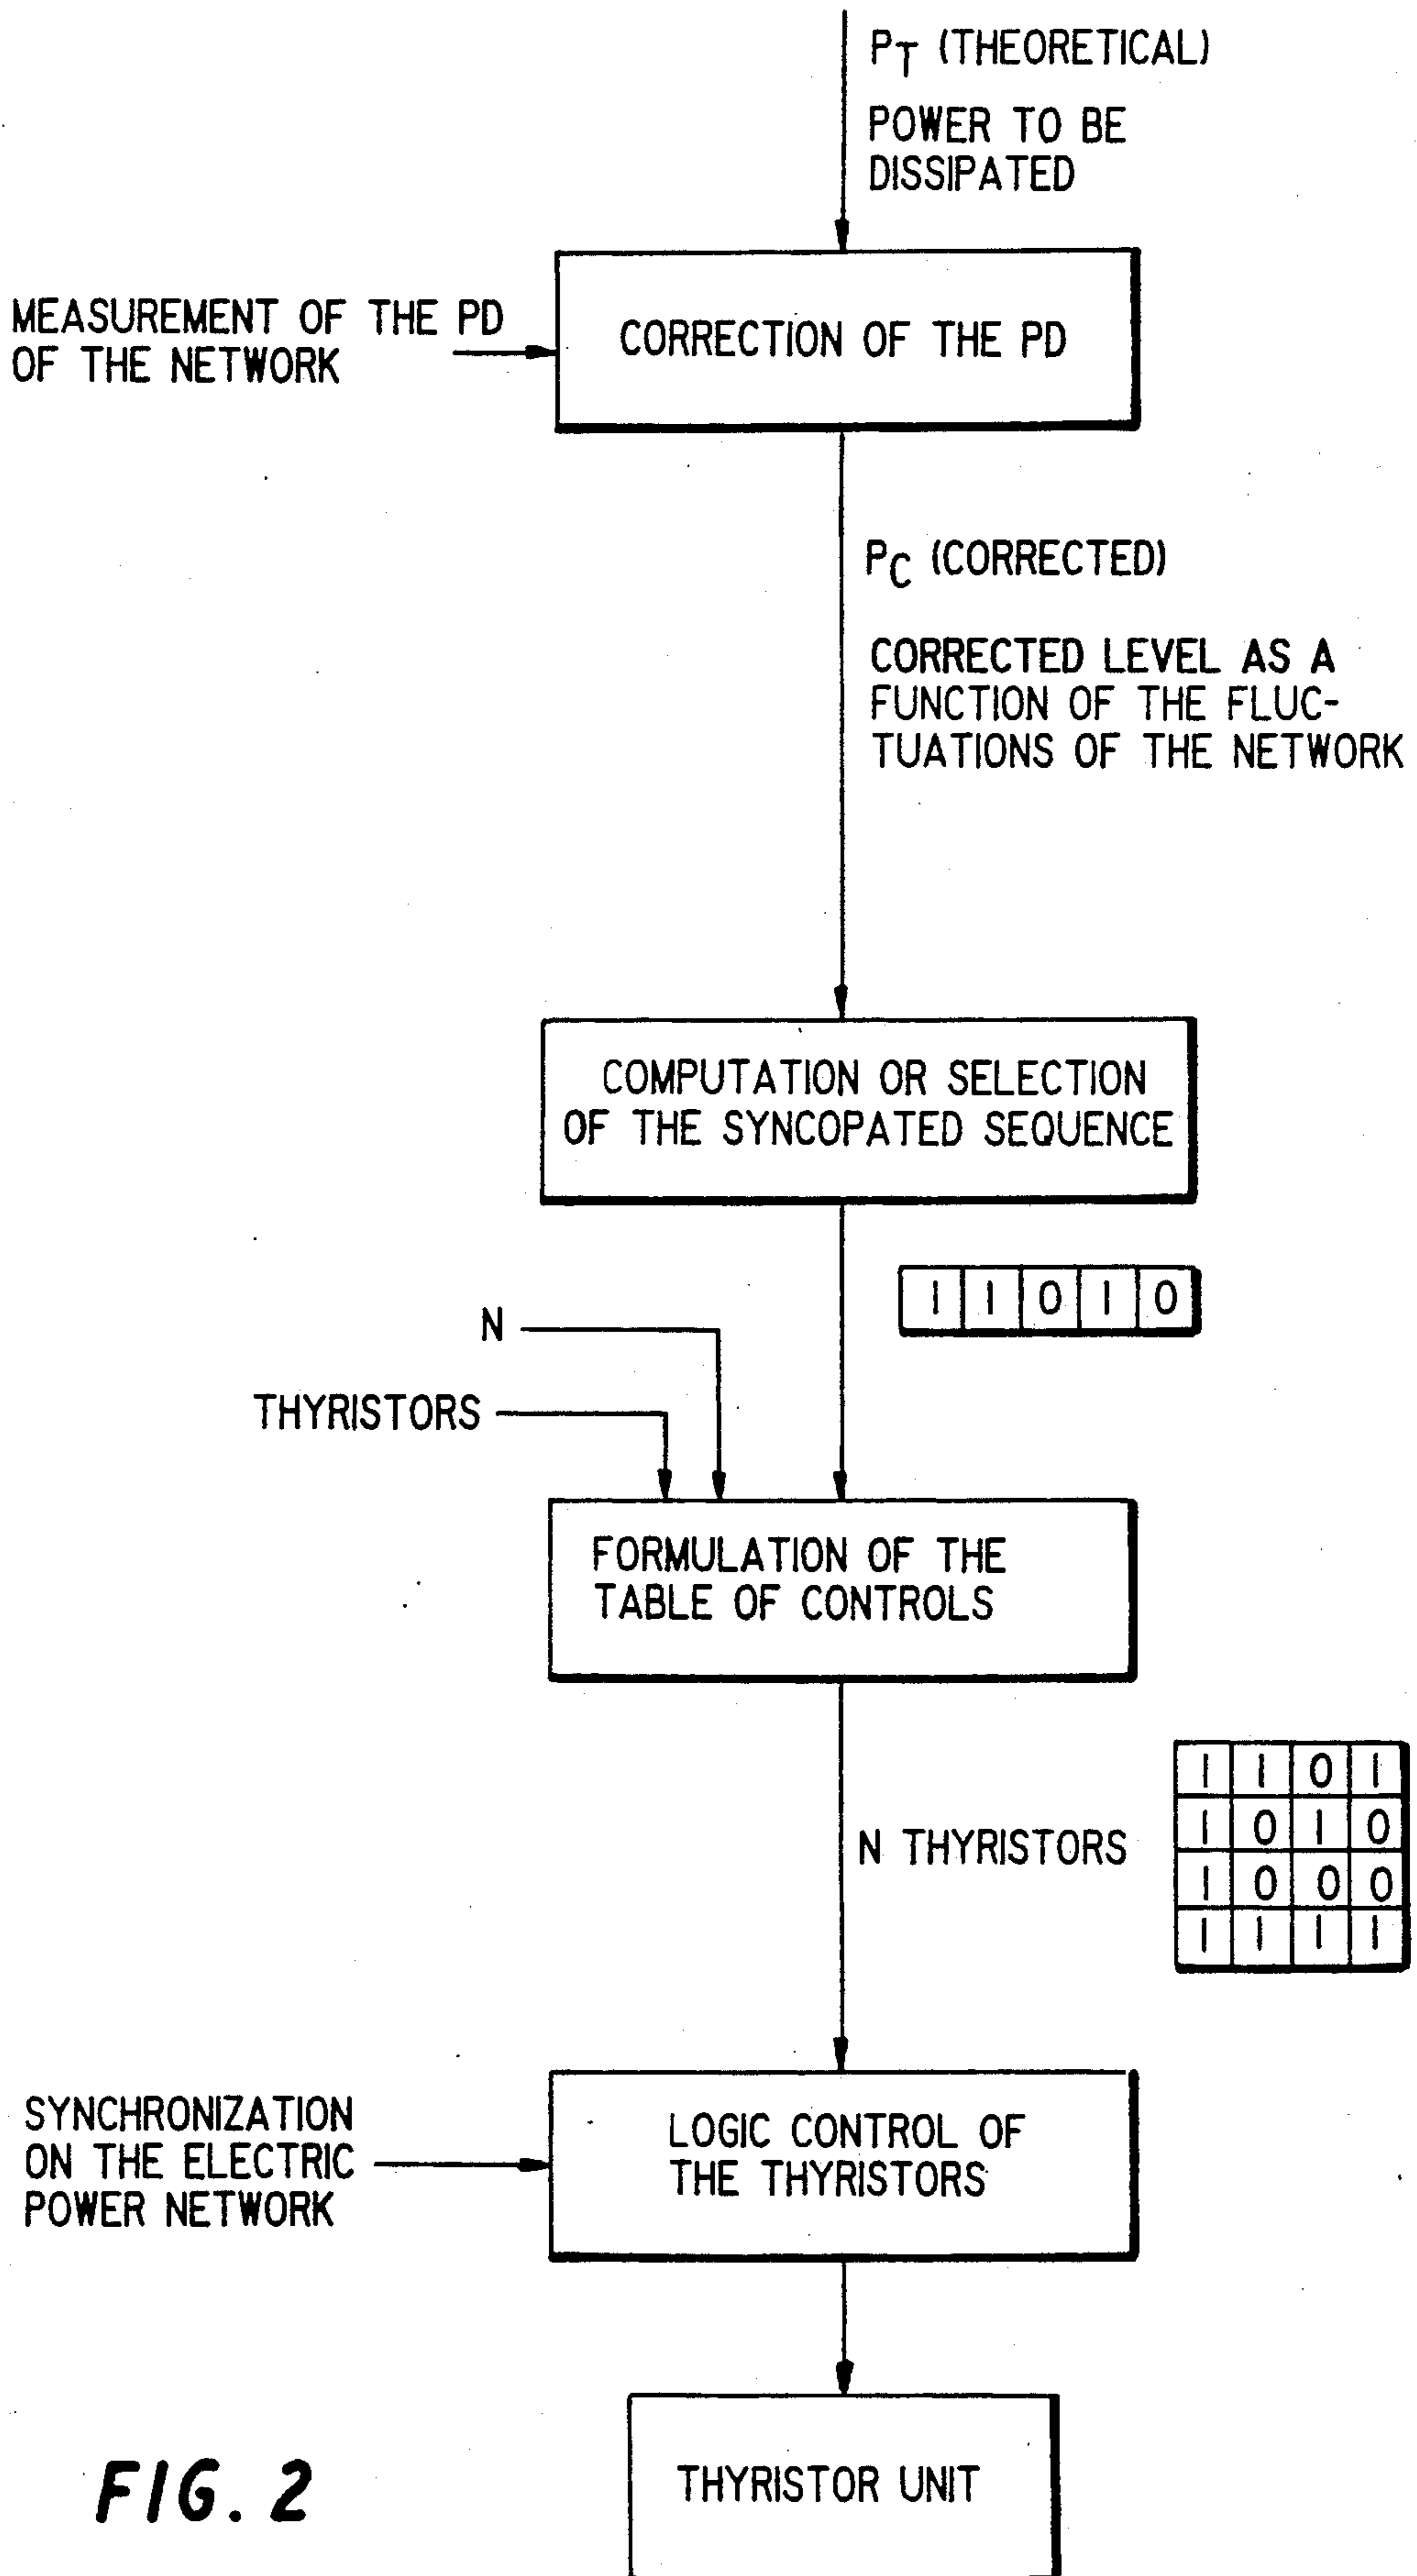 PT (THEORETICAL)
POWER TO BE
DISSIPATED
MEASUREMENT OF THE PD
OF THE NETWORK
CORRECTION OF THE PD
PC (CORRECTED)
CORRECTED LEVEL AS A
FUNCTION OF THE FLUC-
TUATIONS OF THE NETWORK
COMPUTATION OR SELECTION
OF THE SYNCOPATED SEQUENCE
1 1 0 1 0
N
THYRISTORS
FORMULATION OF THE
TABLE OF CONTROLS
N THYRISTORS
1 1 0 1
1 0 1 0
1 0 0 0
1 1 1 1
SYNCHRONIZATION
ON THE ELECTRIC
POWER NETWORK
LOGIC CONTROL OF
THE THYRISTORS
THYRISTOR UNIT
FIG. 2